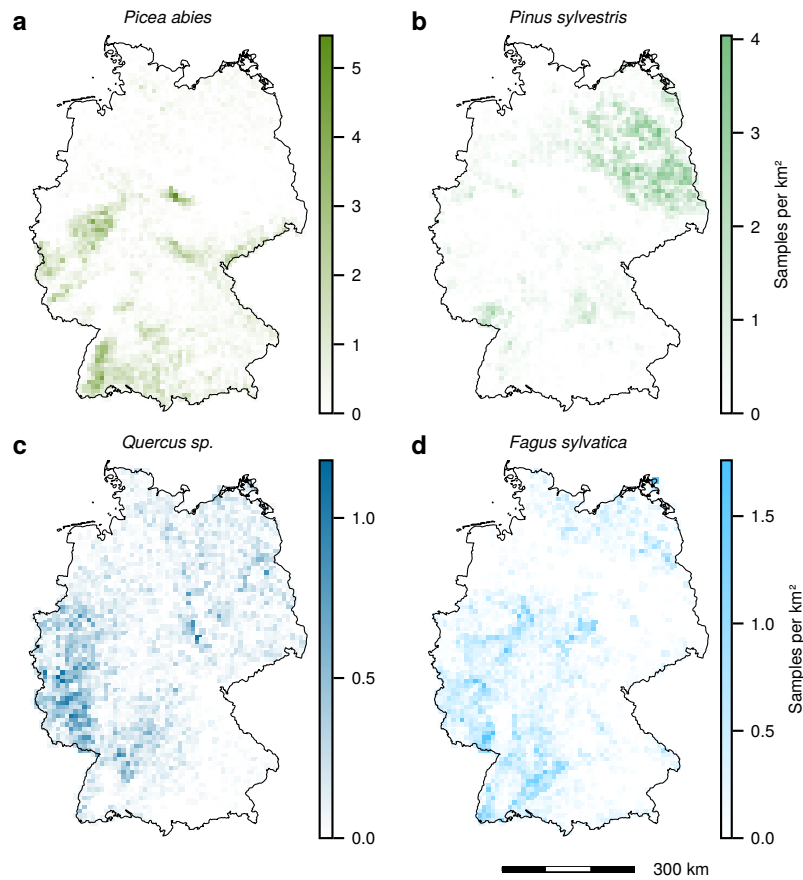 a
Picea abies
5
4
3
2
1
0
b
Pinus sylvestris
4
3
2
1
0
Samples per km²
c
Quercus sp.
1.0
0.5
0.0
d
Fagus sylvatica
1.5
1.0
0.5
0.0
Samples per km²
300 km